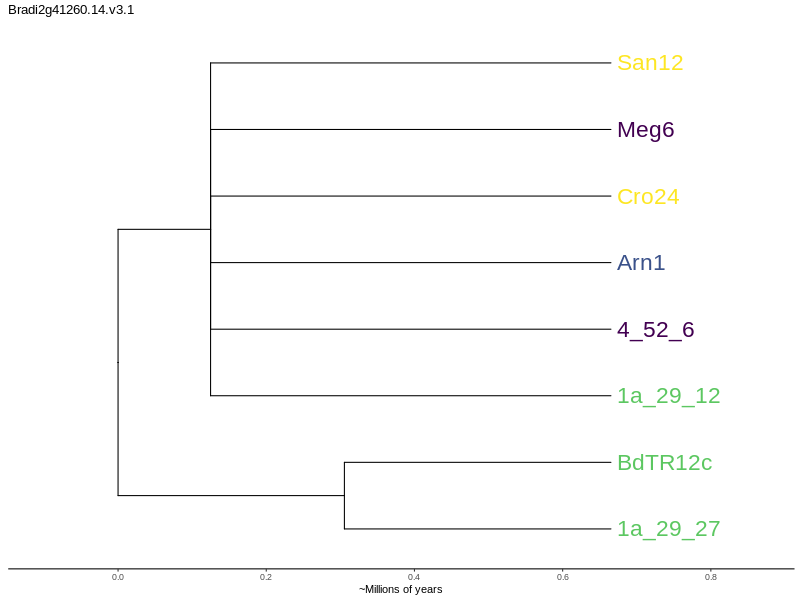 Bradi2g41260.14.v3.1
San12
Meg6
Cro24
Arn1
4_52_6
1a_29_12
BdTR12c
1a_29_27
0.0 0.2 0.4 0.6 0.8
~Millions of years